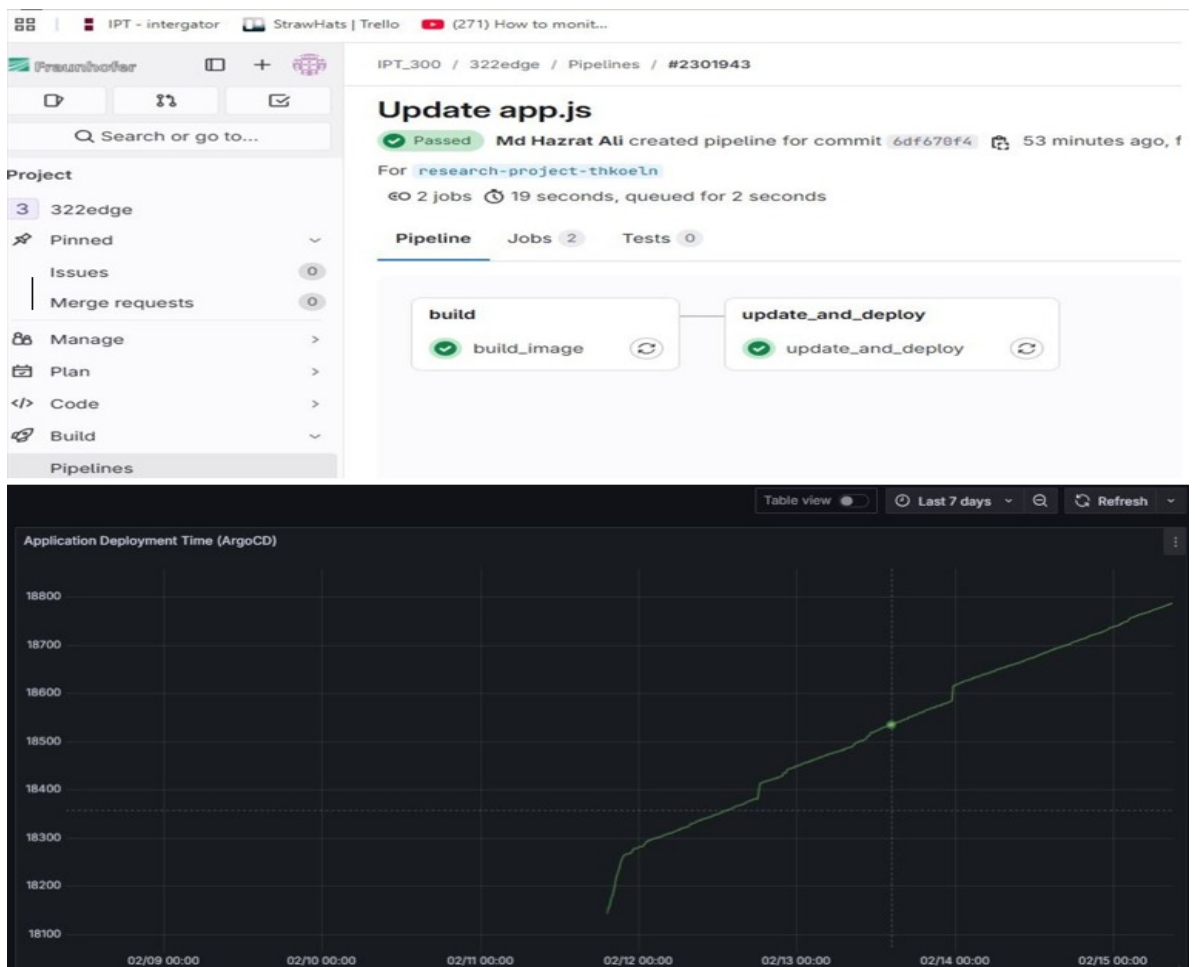 IPT - intergator
StrawHats | Trello
(271) How to monit...
Fraunhofer
IPT_300 / 322edge / Pipelines / #2301943
Search or go to...
Update app.js
Passed Md Hazrat Ali created pipeline for commit 6df670f4 53 minutes ago, f
For research-project-thkoeln
2 jobs 19 seconds, queued for 2 seconds
Project
3 322edge
Pinned
Issues 0
Merge requests 0
Manage
Plan
Code
Build
Pipelines
Pipeline Jobs 2 Tests 0
build
build_image
update_and_deploy
update_and_deploy
Table view Last 7 days Refresh
Application Deployment Time (ArgoCD)
18800
18700
18600
18500
18400
18300
18200
18100
02/09 00:00 02/10 00:00 02/11 00:00 02/12 00:00 02/13 00:00 02/14 00:00 02/15 00:00